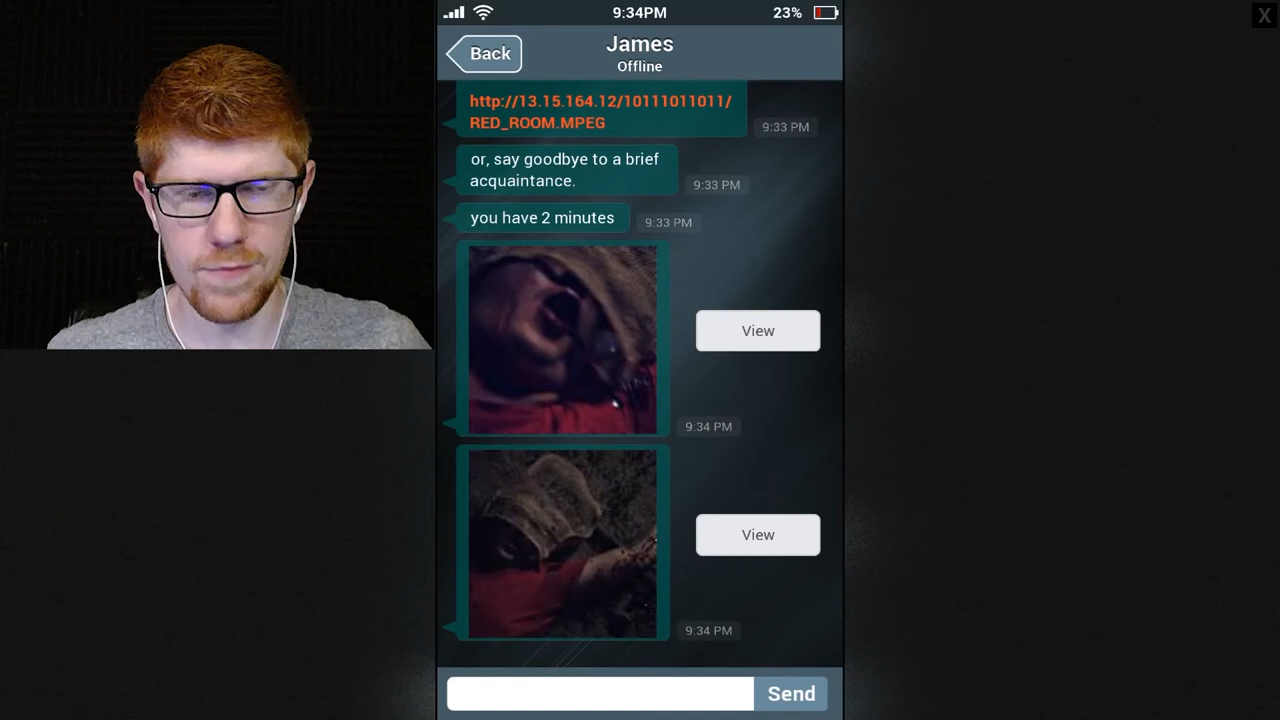 9:34PM
23%
X
Back
James
Offline
http://13.15.164.12/10111011011/
RED_ROOM.MPEG
9:33 PM
or, say goodbye to a brief
acquaintance.
9:33 PM
you have 2 minutes
9:33 PM
View
9:34 PM
View
9:34 PM
Send